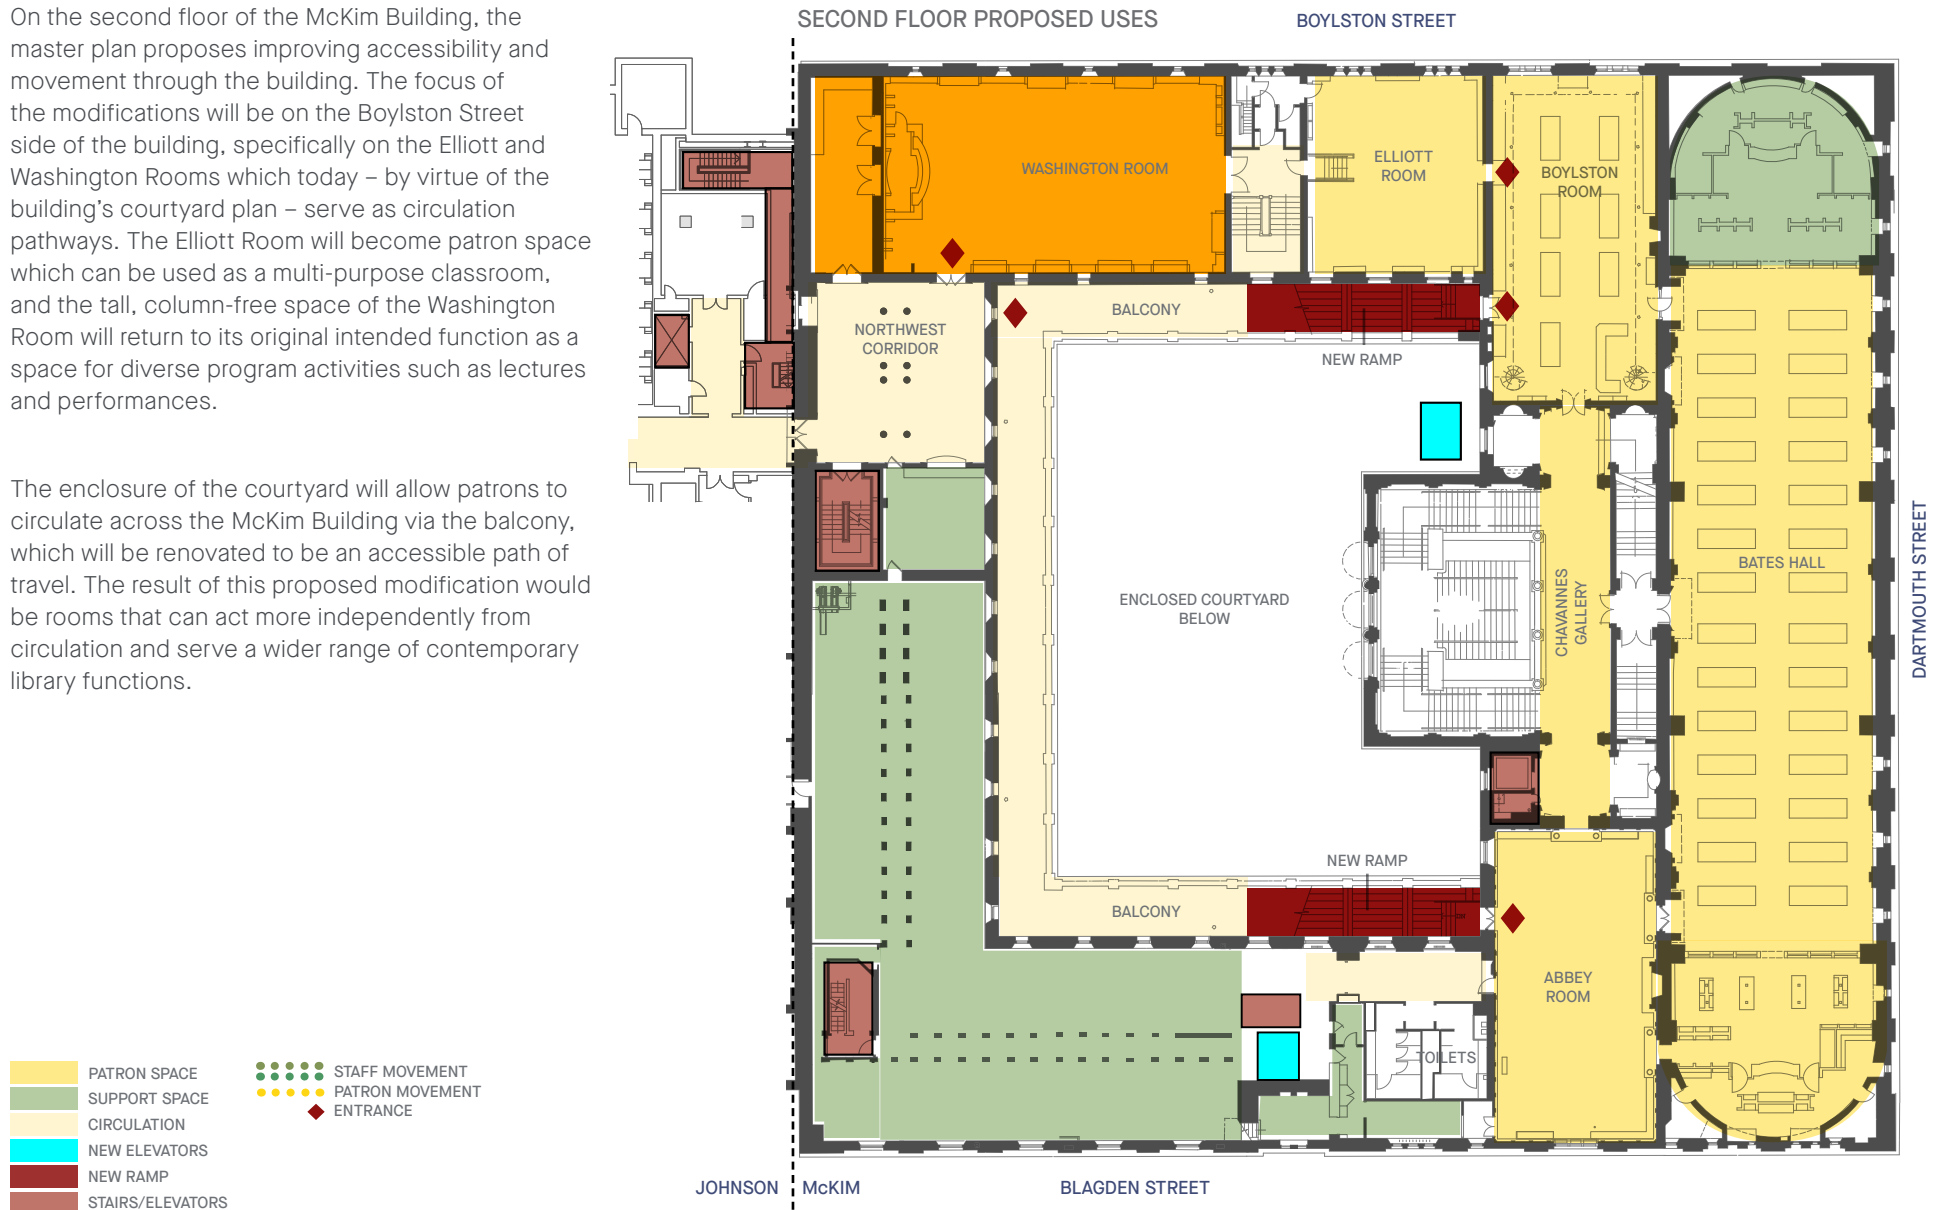 On the second floor of the McKim Building, the
master plan proposes improving accessibility and
movement through the building. The focus of
the modifications will be on the Boylston Street
side of the building, specifically on the Elliott and
Washington Rooms which today – by virtue of the
building’s courtyard plan – serve as circulation
pathways. The Elliott Room will become patron space
which can be used as a multi-purpose classroom,
and the tall, column-free space of the Washington
Room will return to its original intended function as a
space for diverse program activities such as lectures
and performances.
The enclosure of the courtyard will allow patrons to
circulate across the McKim Building via the balcony,
which will be renovated to be an accessible path of
travel. The result of this proposed modification would
be rooms that can act more independently from
circulation and serve a wider range of contemporary
library functions.
SECOND FLOOR PROPOSED USES
BOYLSTON STREET
WASHINGTON ROOM
ELLIOTT
ROOM
BOYLSTON
ROOM
NORTHWEST
CORRIDOR
BALCONY
NEW RAMP
ENCLOSED COURTYARD
BELOW
CHAVANNES
GALLERY
BATES HALL
DARTMOUTH STREET
NEW RAMP
BALCONY
ABBEY
ROOM
TOILETS
PATRON SPACE
SUPPORT SPACE
CIRCULATION
NEW ELEVATORS
NEW RAMP
STAIRS/ELEVATORS
STAFF MOVEMENT
PATRON MOVEMENT
ENTRANCE
JOHNSON
McKIM
BLAGDEN STREET